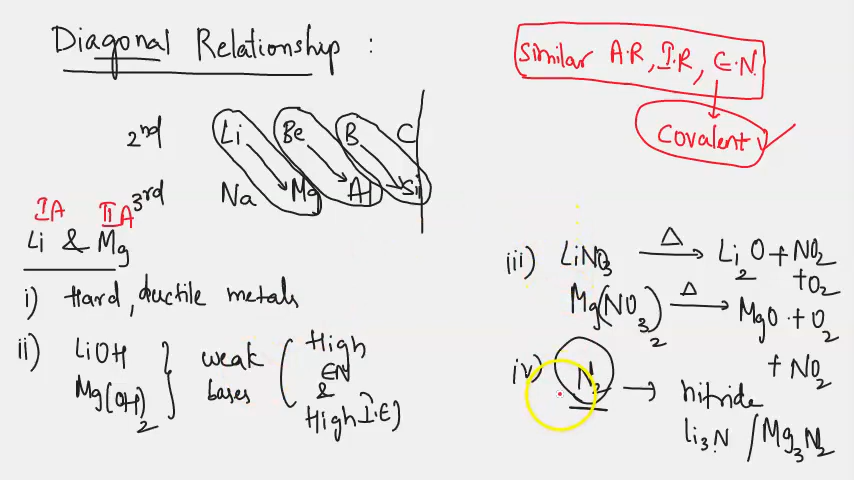 Diagonal Relationship :
Similar A.R, I.R, E.N.
Covalent
2nd Li Be B C
3rd Na Mg Al Si
IA IIA
Li & Mg
i) Hard, ductile metals
ii) LiOH
Mg(OH)2
weak
bases
High
EN
&
High I.E)
iii) LiNO3 Δ Li2O + NO2
+ O2
Mg(NO3)2 Δ MgO + O2
+ NO2
iv) N2 → nitride
Li3N / Mg3N2